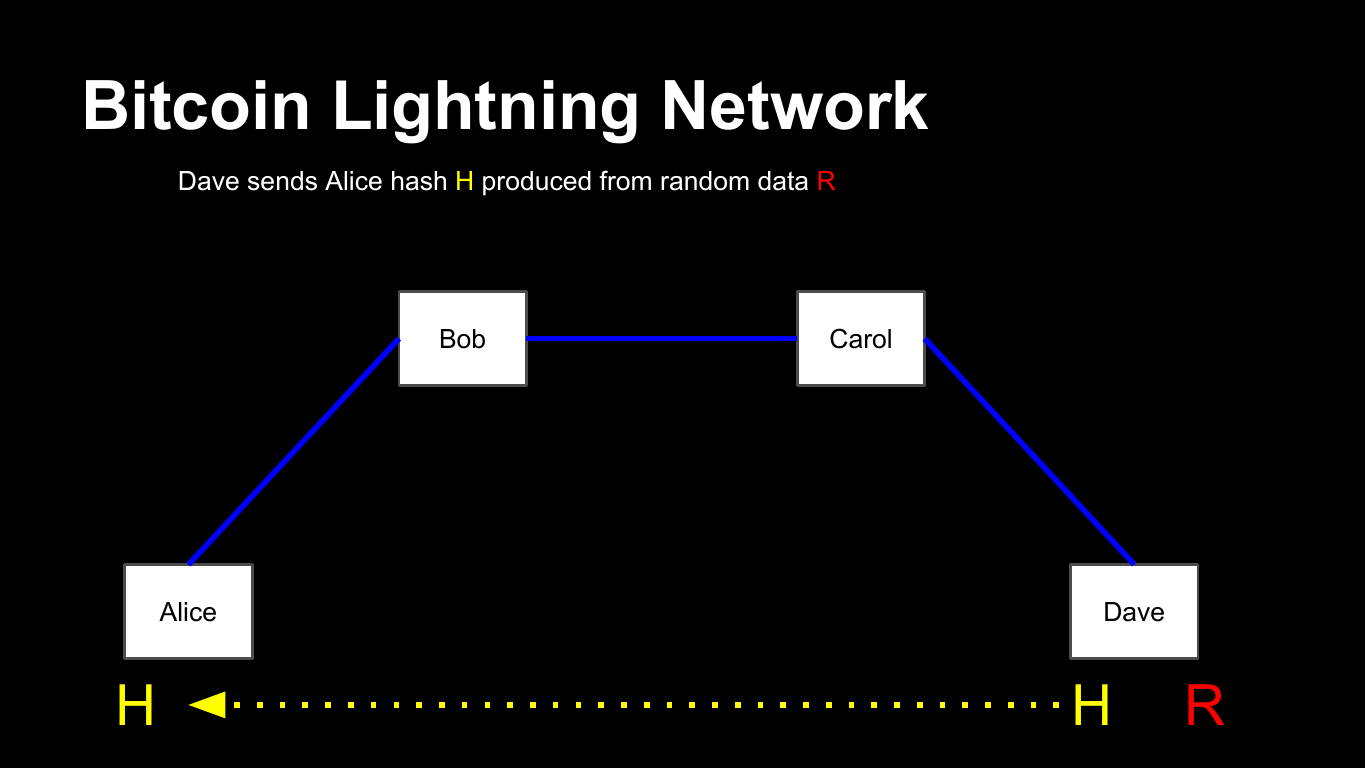 Bitcoin Lightning Network
Dave sends Alice hash H produced from random data R
Bob
Carol
Alice
Dave
H
H
R